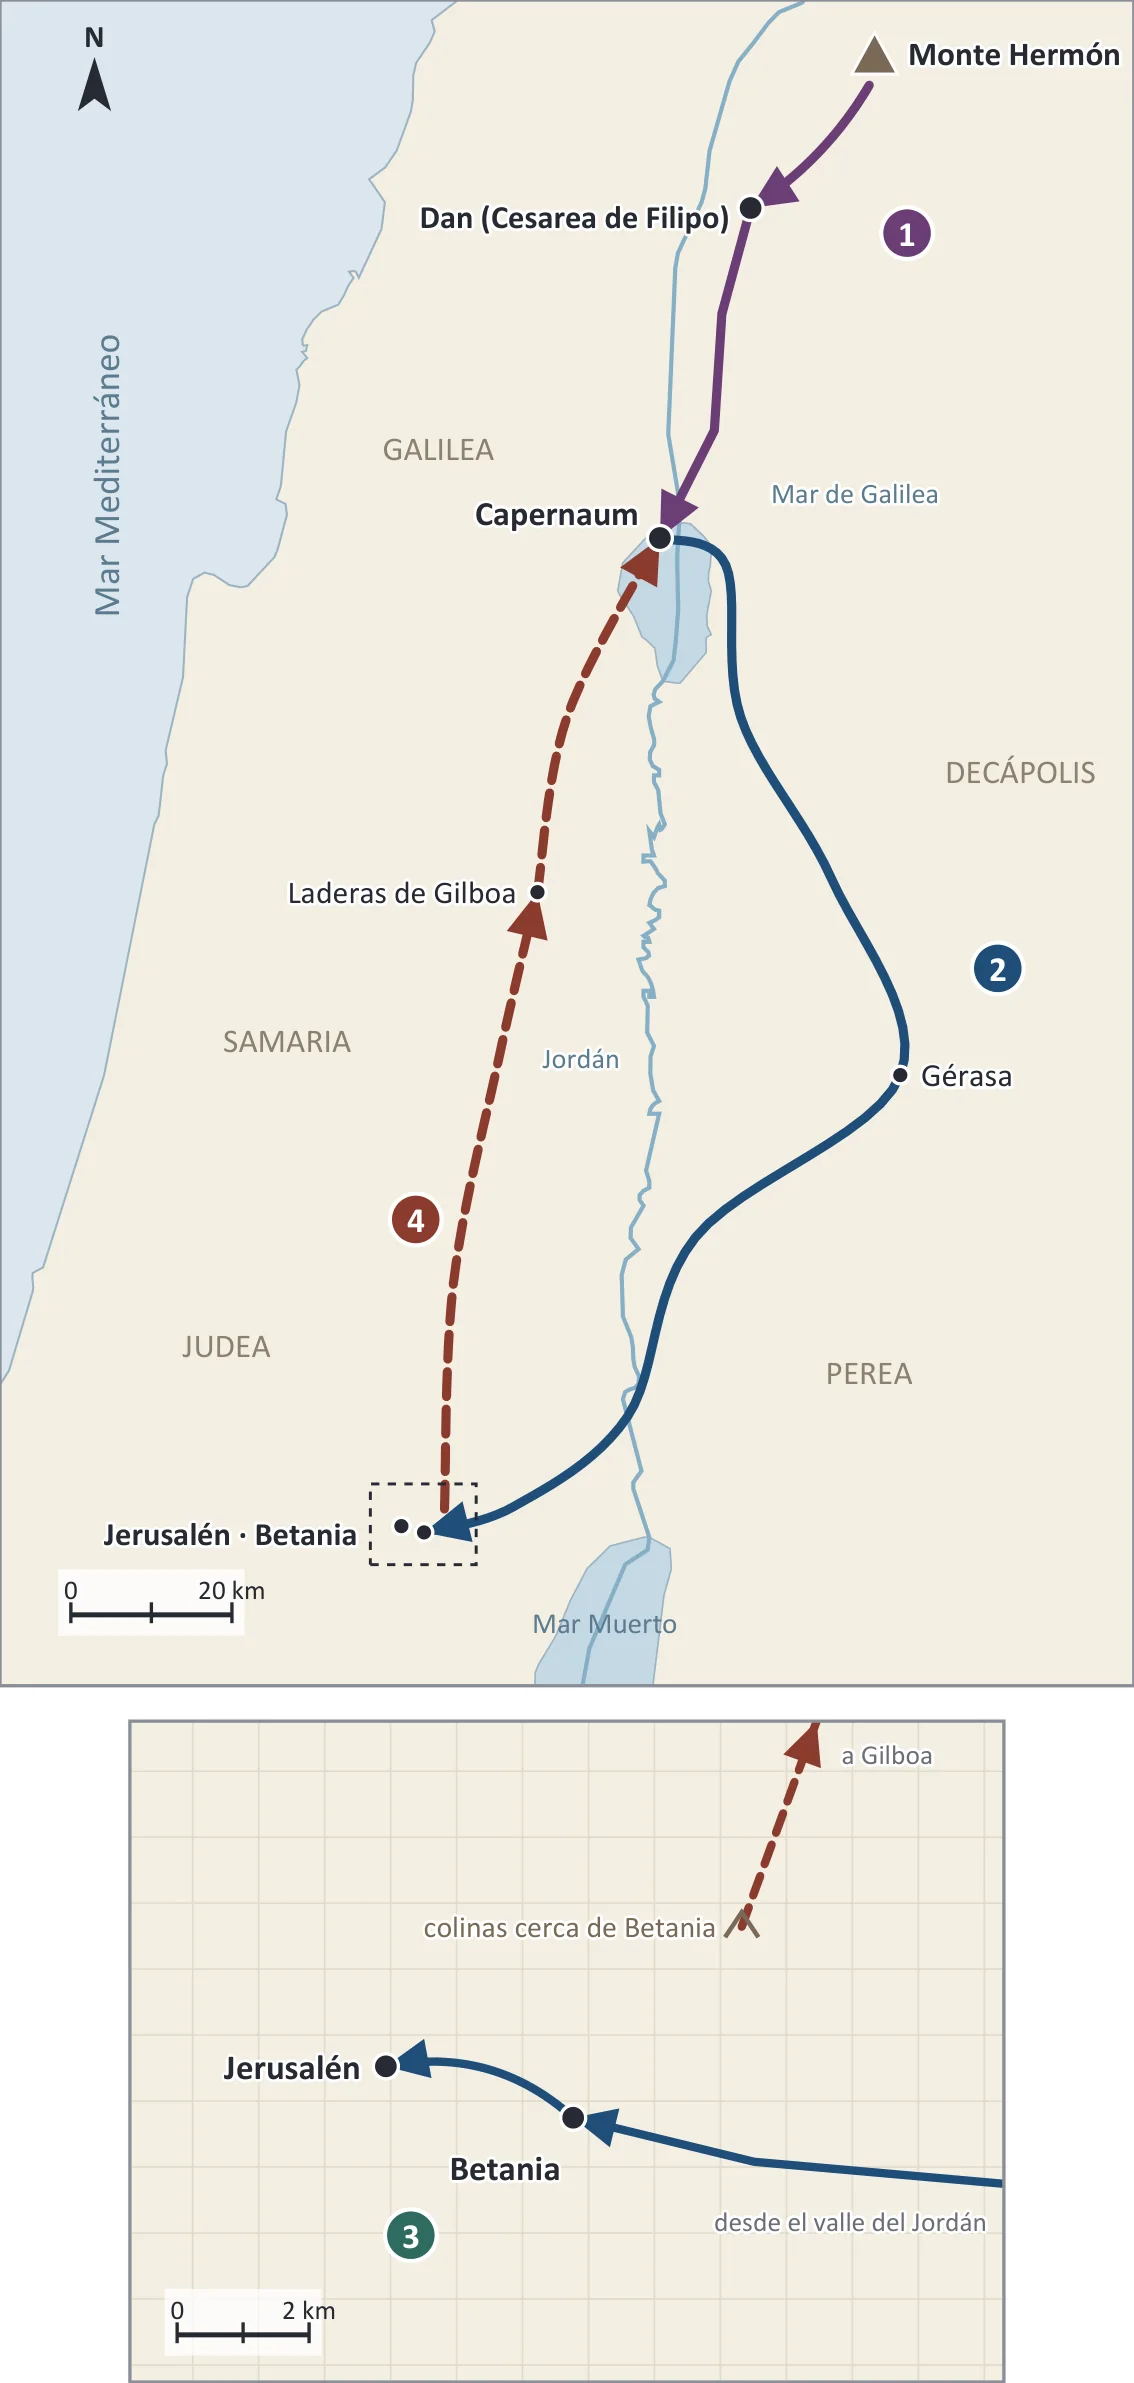 N
Monte Hermón
Dan (Cesarea de Filipo)
1
Mar Mediterráneo
GALILEA
Mar de Galilea
Capernaum
DECÁPOLIS
Laderas de Gilboa
2
SAMARIA
Jordán
Gérasa
4
JUDEA
PEREA
Jerusalén · Betania
0 20 km
Mar Muerto
a Gilboa
colinas cerca de Betania
Jerusalén
Betania
desde el valle del Jordán
3
0 2 km